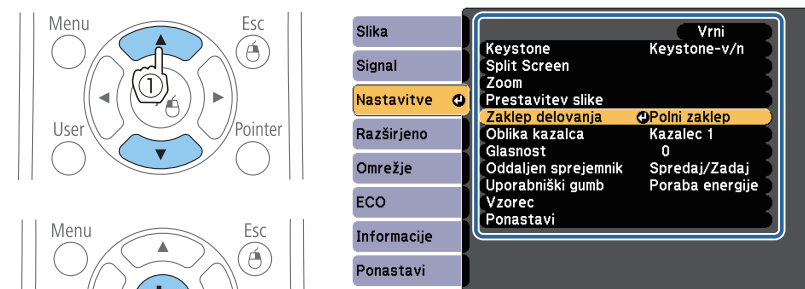 Menu
Esc
①
User
Pointer
Menu
Esc
Slika
Signal
Nastavitve
Razširjeno
Omrežje
ECO
Informacije
Ponastavi
Vrni
Keystone Keystone-v/n
Split Screen
Zoom
Prestavitev slike
Zaklep delovanja Polni zaklep
Oblika kazalca Kazalec 1
Glasnost 0
Oddaljen sprejemnik Spredaj/Zadaj
Uporabniški gumb Poraba energije
Vzorec
Ponastavi